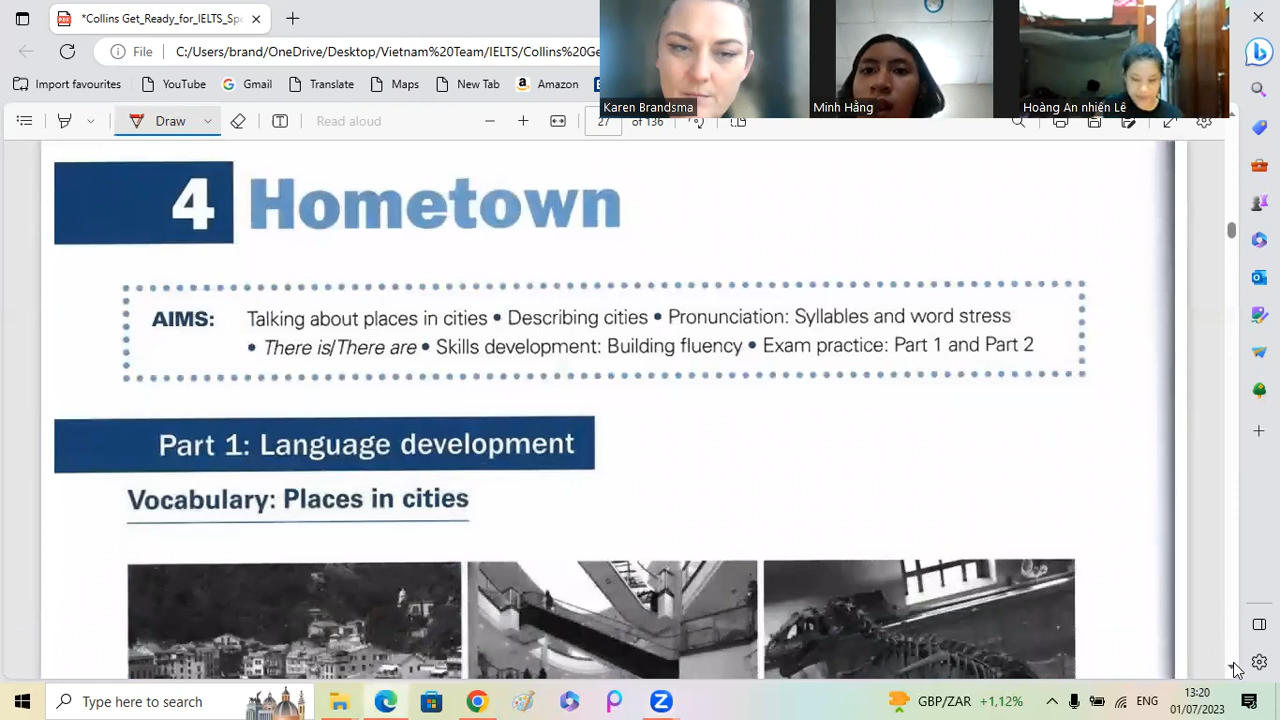 *Collins Get_Ready_for_IELTS_Spe
File
C:/Users/brand/OneDrive/Desktop/Vietnam%20Team/IELTS/Collins%20Ge
Import favourites
YouTube
Gmail
Translate
Maps
New Tab
Amazon
Karen Brandsma
Minh Hằng
Hoàng An nhiên Lê
Draw
Read aloud
27 of 136
4 Hometown
AIMS: Talking about places in cities • Describing cities • Pronunciation: Syllables and word stress
• There is/There are • Skills development: Building fluency • Exam practice: Part 1 and Part 2
Part 1: Language development
Vocabulary: Places in cities
Type here to search
GBP/ZAR +1,12%
ENG
13:20
01/07/2023